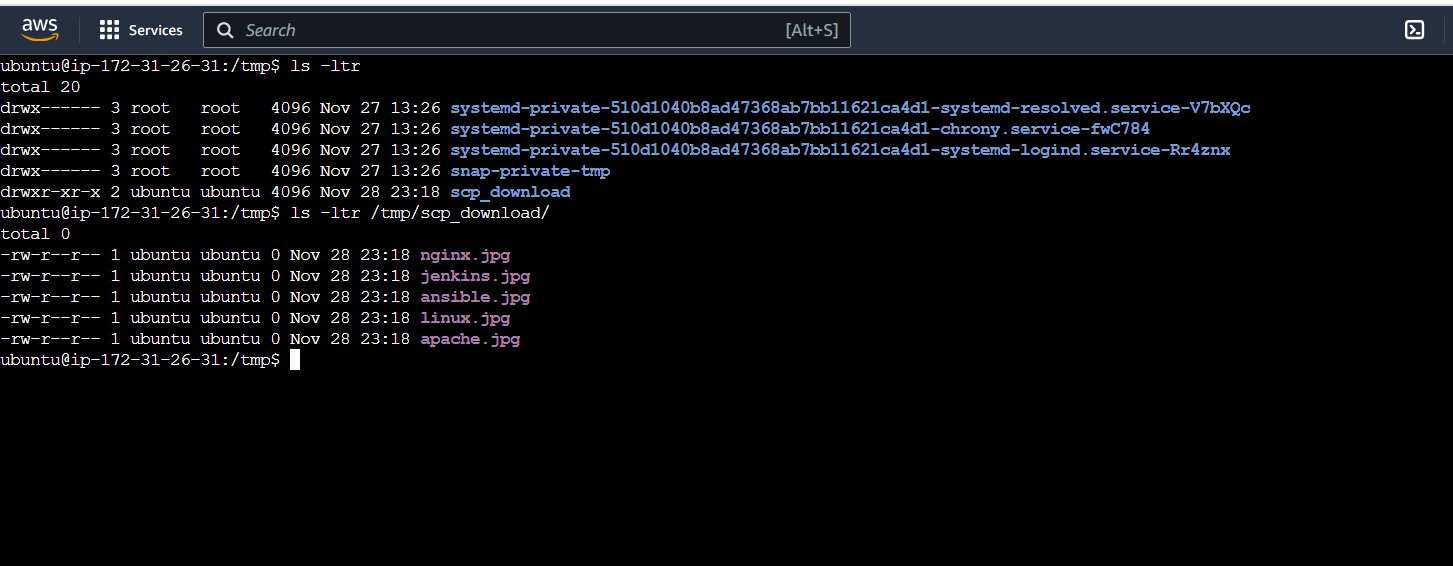 aws
Services
Search
[Alt+S]
ubuntu@ip-172-31-26-31:/tmp$ ls -ltr
total 20
drwx------ 3 root   root   4096 Nov 27 13:26 systemd-private-510d1040b8ad47368ab7bb11621ca4d1-systemd-resolved.service-V7bXQc
drwx------ 3 root   root   4096 Nov 27 13:26 systemd-private-510d1040b8ad47368ab7bb11621ca4d1-chrony.service-fwC784
drwx------ 3 root   root   4096 Nov 27 13:26 systemd-private-510d1040b8ad47368ab7bb11621ca4d1-systemd-logind.service-Rr4znx
drwx------ 3 root   root   4096 Nov 27 13:26 snap-private-tmp
drwxr-xr-x 2 ubuntu ubuntu 4096 Nov 28 23:18 scp_download
ubuntu@ip-172-31-26-31:/tmp$ ls -ltr /tmp/scp_download/
total 0
-rw-r--r-- 1 ubuntu ubuntu 0 Nov 28 23:18 nginx.jpg
-rw-r--r-- 1 ubuntu ubuntu 0 Nov 28 23:18 jenkins.jpg
-rw-r--r-- 1 ubuntu ubuntu 0 Nov 28 23:18 ansible.jpg
-rw-r--r-- 1 ubuntu ubuntu 0 Nov 28 23:18 linux.jpg
-rw-r--r-- 1 ubuntu ubuntu 0 Nov 28 23:18 apache.jpg
ubuntu@ip-172-31-26-31:/tmp$